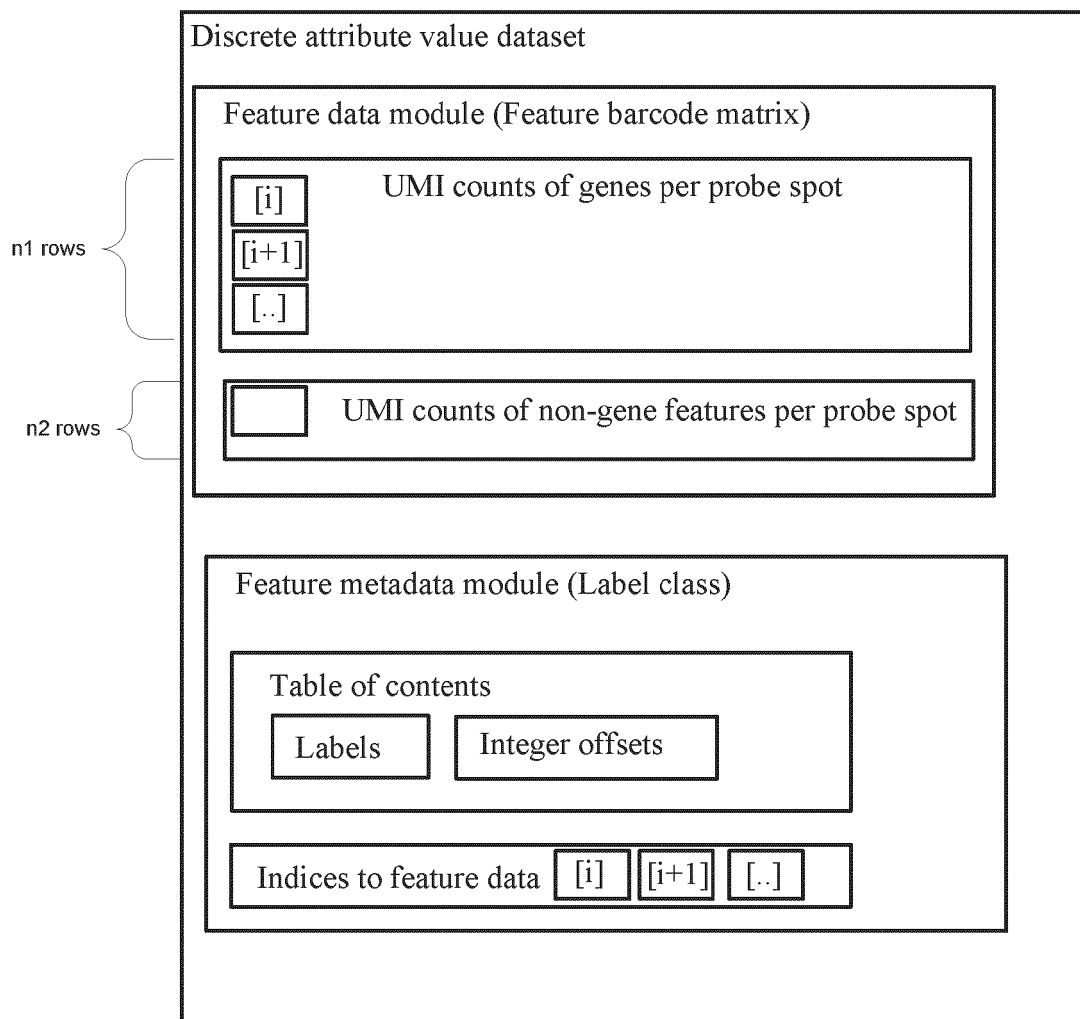 Discrete attribute value dataset
Feature data module (Feature barcode matrix)
UMI counts of genes per probe spot
[i]
n1 rows
[i+1]
[..]
UMI counts of non-gene features per probe spot
n2 rows
Feature metadata module (Label class)
Table of contents
Labels
Integer offsets
Indices to feature data
[i]
[i+1]
[..]